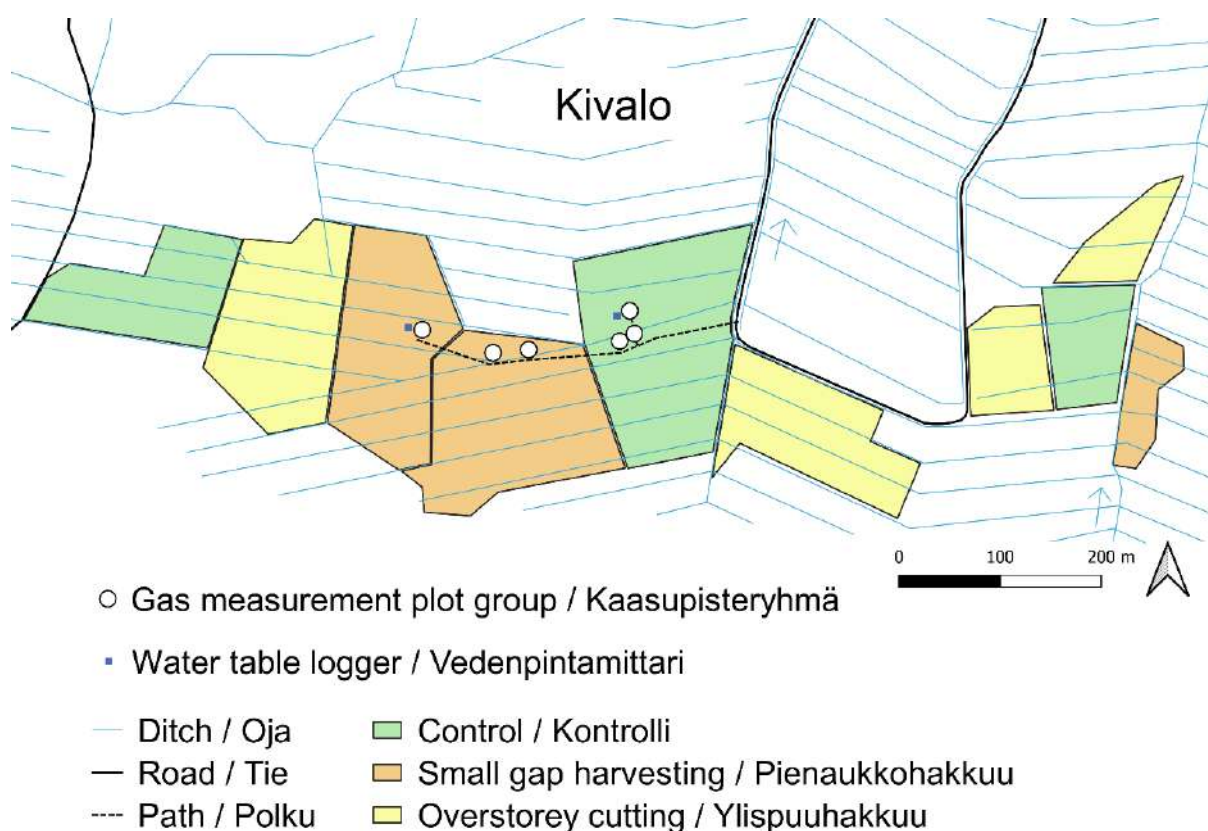 Kivalo
0 100 200 m
Gas measurement plot group / Kaasupisteryhmä
Water table logger / Vedenpintamittari
Ditch / Oja
Control / Kontrolli
Road / Tie
Small gap harvesting / Pienaukkohakkuu
Path / Polku
Overstorey cutting / Ylispuuhakkuu